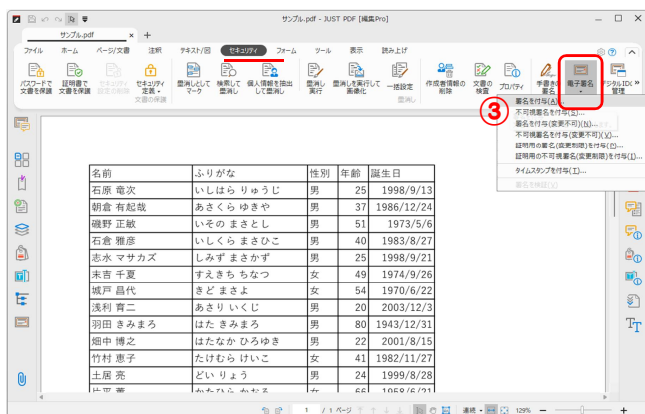 サンプル.pdf - JUST PDF [編集Pro]
サンプル.pdf × +
ファイル ホーム ページ/文書 注釈 テキスト/図 セキュリティ フォーム ツール 表示 読み上げ
パスワードで文書を保護
証明書で文書を保護
セキュリティ定義
文書の保護
墨消しとしてマーク
検索して墨消し
個人情報を抽出して墨消し
墨消し実行
墨消しを実行して画像化
一括設定
墨消し
作成者情報の削除
文書の検査
プロパティ
手書きの署名
電子署名
デジタルIDの管理
③
署名を付与(A)...
不可視署名を付与(S)...
署名を付与(変更不可)(N)...
不可視署名を付与(変更不可)(V)...
証明用の署名(変更制限)を付与(P)...
証明用の不可視署名(変更制限)を付与(I)...
タイムスタンプを付与(T)...
署名を検証(V)
名前 ふりがな 性別 年齢 誕生日
石原 竜次 いしはら りゅうじ 男 25 1998/9/13
朝倉 有起哉 あさくら ゆきや 男 37 1986/12/24
磯野 正敏 いその まさとし 男 51 1973/5/6
石倉 雅彦 いしくら まさひこ 男 40 1983/8/27
志水 マサカズ しみず まさかず 男 25 1998/9/21
末吉 千夏 すえきち ちなつ 女 49 1974/9/26
城戸 昌代 きど まさよ 女 54 1970/6/22
浅利 育二 あさり いくじ 男 20 2003/12/3
羽田 きみまろ はた きみまろ 男 80 1943/12/31
畑中 博之 はたなか ひろゆき 男 22 2001/8/15
竹村 恵子 たけむら けいこ 女 41 1982/11/27
土居 亮 どい りょう 男 24 1999/8/28
片平 薫 かたひら かおる 女 66 1958/6/21
1 / 1 ページ 連続 129%